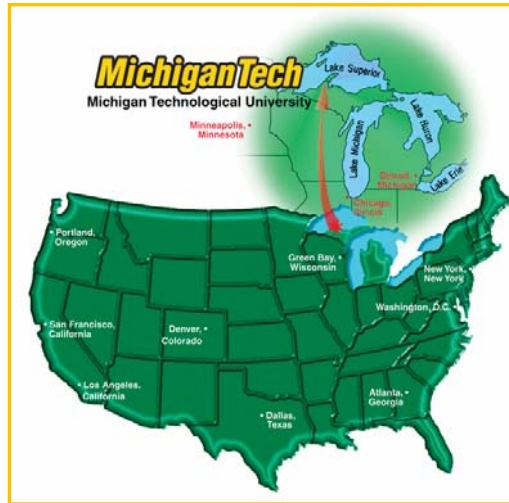 MichiganTech
Michigan Technological University
Lake Superior
Minneapolis,
Minnesota
Lake Michigan
Lake Huron
Detroit,
Michigan
Lake Erie
Chicago,
Illinois
Portland,
Oregon
Green Bay,
Wisconsin
New York,
New York
Washington, D.C.
San Francisco,
California
Denver,
Colorado
Los Angeles,
California
Atlanta,
Georgia
Dallas,
Texas